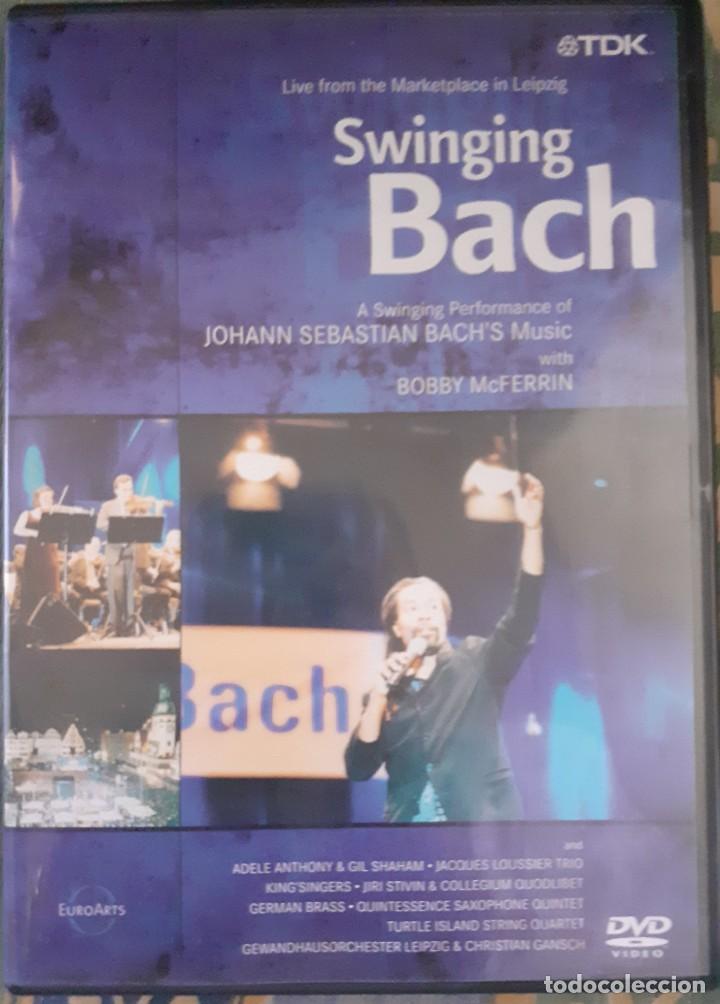 TDK
Live from the Marketplace in Leipzig
Swinging
Bach
A Swinging Performance of
JOHANN SEBASTIAN BACH'S Music
with
BOBBY McFERRIN
Bach
and
ADELE ANTHONY & GIL SHAHAM • JACQUES LOUSSIER TRIO
KING'SINGERS • JIRI STIVIN & COLLEGIUM QUODLIBET
GERMAN BRASS • QUINTESSENCE SAXOPHONE QUINTET
TURTLE ISLAND STRING QUARTET
GEWANDHAUSORCHESTER LEIPZIG & CHRISTIAN GANSCH
EUROARTS
DVD
VIDEO
todocoleccion